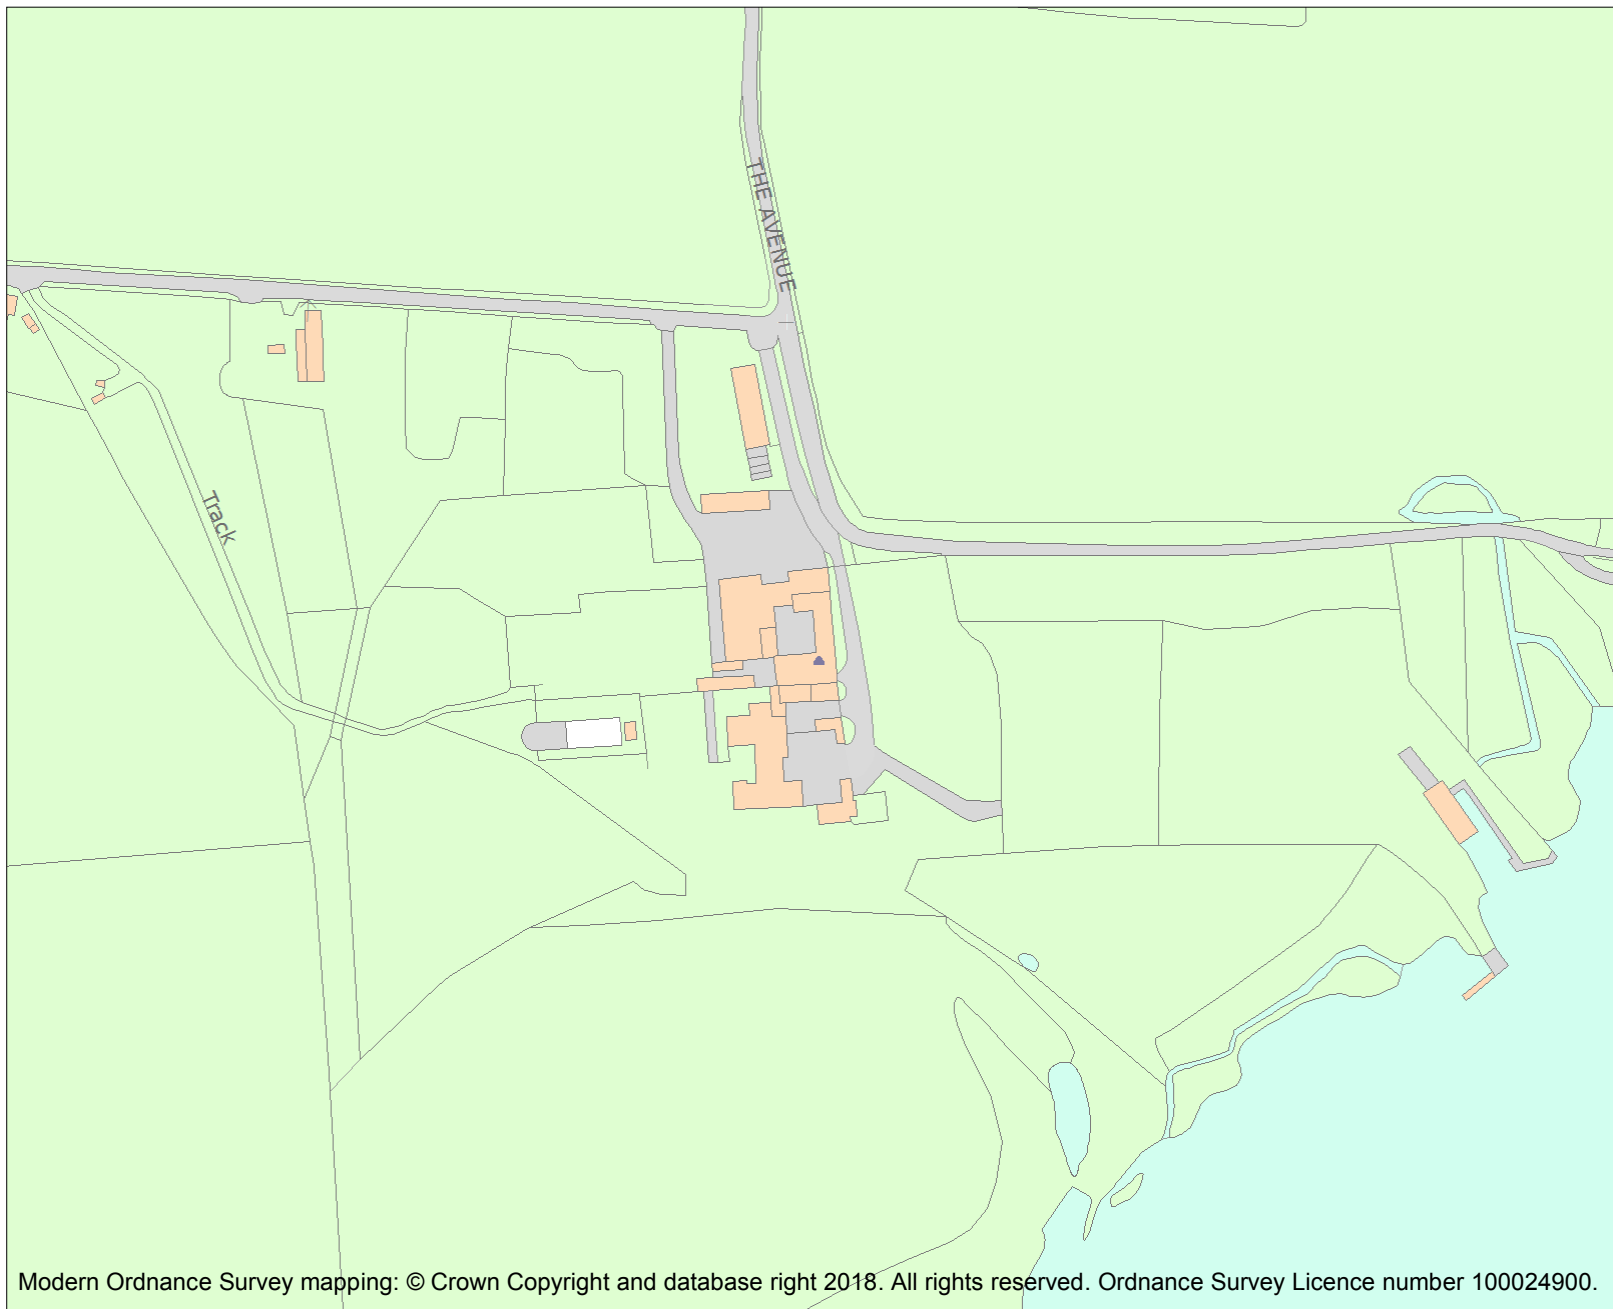 THE AVENUE
Track
Modern Ordnance Survey mapping: © Crown Copyright and database right 2018. All rights reserved. Ordnance Survey Licence number 100024900.